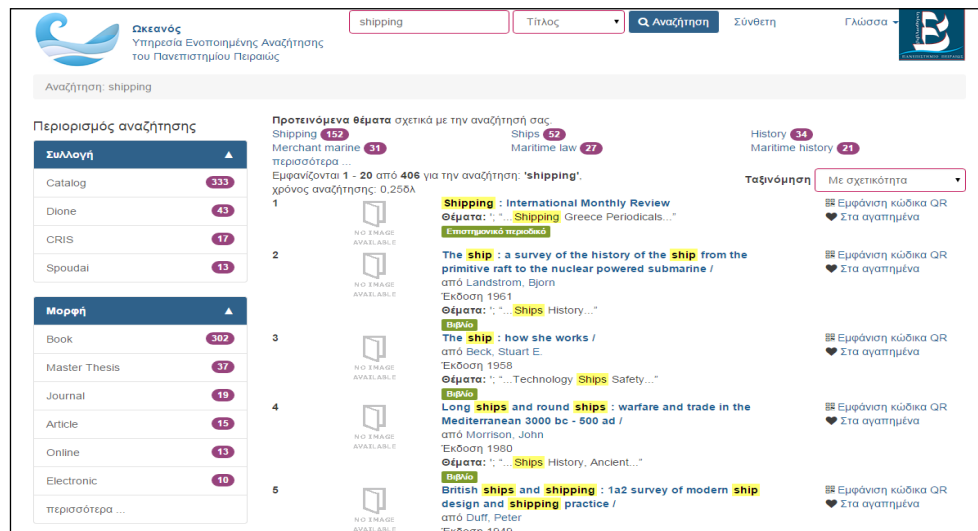 Ωκεανός
Υπηρεσία Ενοποιημένης Αναζήτησης
του Πανεπιστημίου Πειραιώς
shipping
Τίτλος
Αναζήτηση
Σύνθετη
Γλώσσα
Αναζήτηση: shipping
Περιορισμός αναζήτησης
Συλλογή
Catalog 333
Dione 43
CRIS 17
Spoudai 13
Μορφή
Book 302
Master Thesis 37
Journal 19
Article 15
Online 13
Electronic 10
περισσότερα ...
Προτεινόμενα θέματα σχετικά με την αναζήτησή σας.
Shipping 152 Ships 52 History 34
Merchant marine 31 Maritime law 27 Maritime history 21
περισσότερα ...
Εμφανίζονται 1 - 20 από 406 για την αναζήτηση: 'shipping',
χρόνος αναζήτησης: 0,25δλ
Ταξινόμηση Με σχετικότητα
1
NO IMAGE
AVAILABLE
Shipping : International Monthly Review
Θέματα: '; "...Shipping Greece Periodicals..."
Επιστημονικό περιοδικό
Εμφάνιση κώδικα QR
Στα αγαπημένα
2
NO IMAGE
AVAILABLE
The ship : a survey of the history of the ship from the
primitive raft to the nuclear powered submarine /
από Landstrom, Bjorn
Έκδοση 1961
Θέματα: '; "...Ships History..."
Βιβλίο
Εμφάνιση κώδικα QR
Στα αγαπημένα
3
NO IMAGE
AVAILABLE
The ship : how she works /
από Beck, Stuart E.
Έκδοση 1958
Θέματα: '; "...Technology Ships Safety..."
Βιβλίο
Εμφάνιση κώδικα QR
Στα αγαπημένα
4
NO IMAGE
AVAILABLE
Long ships and round ships : warfare and trade in the
Mediterranean 3000 bc - 500 ad /
από Morrison, John
Έκδοση 1980
Θέματα: '; "...Ships History, Ancient..."
Βιβλίο
Εμφάνιση κώδικα QR
Στα αγαπημένα
5
NO IMAGE
AVAILABLE
British ships and shipping : 1a2 survey of modern ship
design and shipping practice /
από Duff, Peter
Έκδοση 1949
Εμφάνιση κώδικα QR
Στα αγαπημένα